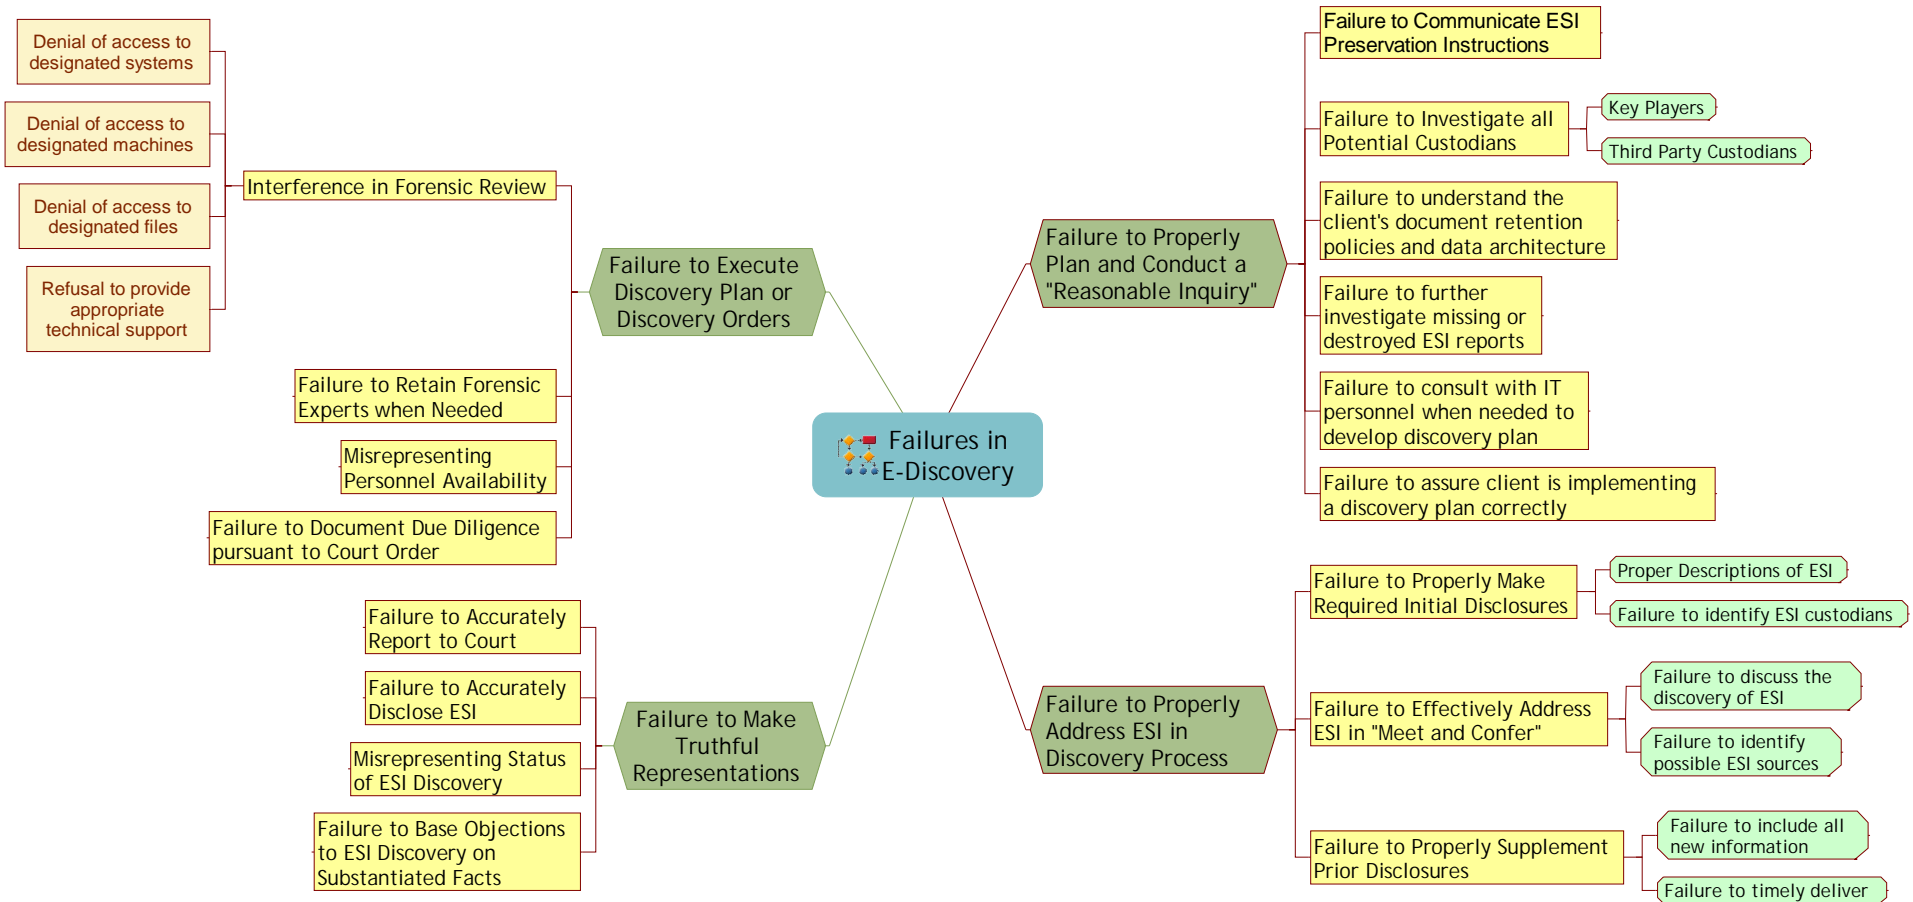 Failures in
E-Discovery
Failure to Properly
Plan and Conduct a
"Reasonable Inquiry"
Failure to Communicate ESI
Preservation Instructions
Failure to Investigate all
Potential Custodians
Key Players
Third Party Custodians
Failure to understand the
client's document retention
policies and data architecture
Failure to further
investigate missing or
destroyed ESI reports
Failure to consult with IT
personnel when needed to
develop discovery plan
Failure to assure client is implementing
a discovery plan correctly
Failure to Properly
Address ESI in
Discovery Process
Failure to Properly Make
Required Initial Disclosures
Proper Descriptions of ESI
Failure to identify ESI custodians
Failure to Effectively Address
ESI in "Meet and Confer"
Failure to discuss the
discovery of ESI
Failure to identify
possible ESI sources
Failure to Properly Supplement
Prior Disclosures
Failure to include all
new information
Failure to timely deliver
Failure to Execute
Discovery Plan or
Discovery Orders
Interference in Forensic Review
Denial of access to
designated systems
Denial of access to
designated machines
Denial of access to
designated files
Refusal to provide
appropriate
technical support
Failure to Retain Forensic
Experts when Needed
Misrepresenting
Personnel Availability
Failure to Document Due Diligence
pursuant to Court Order
Failure to Make
Truthful
Representations
Failure to Accurately
Report to Court
Failure to Accurately
Disclose ESI
Misrepresenting Status
of ESI Discovery
Failure to Base Objections
to ESI Discovery on
Substantiated Facts